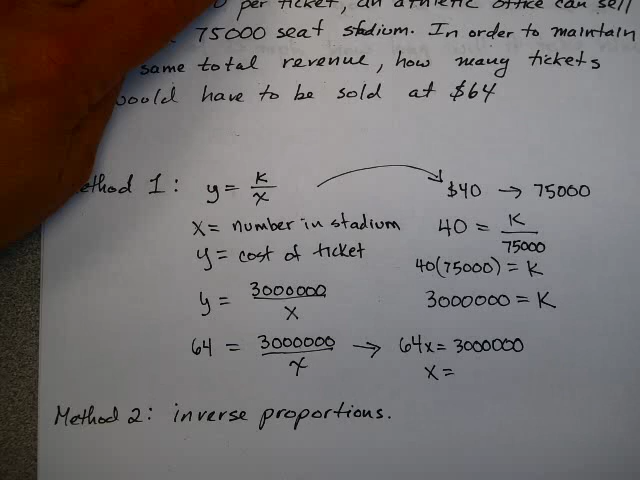 per ticket, an athletic office can sell
75000 seat stadium. In order to maintain
same total revenue, how many tickets
would have to be sold at $64
Method 1: y = K/x → $40 → 75000
x = number in stadium 40 = K/75000
y = cost of ticket 40(75000) = K
y = 3000000/x 3000000 = K
64 = 3000000/x → 64x = 3000000
x =
Method 2: inverse proportions.